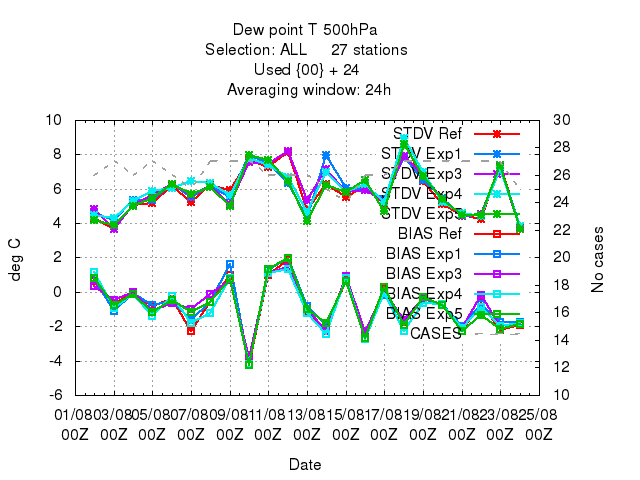 Dew point T 500hPa
Selection: ALL 27 stations
Used {00} + 24
Averaging window: 24h
10 30
28
8
26
6
24
4
22
2
20
0
18
-2
16
-4
14
12
-6 10
deg C
No cases
STDV Ref
STDV Exp1
STDV Exp3
STDV Exp4
STDV Exp5
BIAS Ref
BIAS Exp1
BIAS Exp3
BIAS Exp4
BIAS Exp5
CASES
01/08 03/08 05/08 07/08 09/08 11/08 13/08 15/08 17/08 19/08 21/08 23/08 25/08
00Z 00Z 00Z 00Z 00Z 00Z 00Z 00Z 00Z 00Z 00Z 00Z 00Z
Date